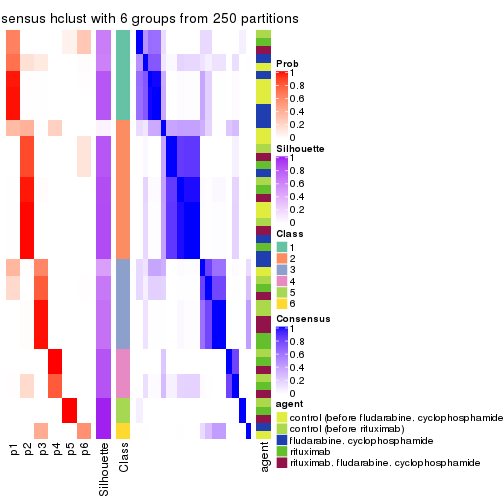 sensus hclust with 6 groups from 250 partitions
Prob
1
0.8
0.6
0.4
0.2
0
Silhouette
1
0.8
0.6
0.4
0.2
0
Class
1
2
3
4
5
6
Consensus
1
0.8
0.6
0.4
0.2
0
agent
control (before fludarabine. cyclophosphamide
control (before riluximab)
fludarabine. cyclophosphamide
riluximab
riluximab. fludarabine. cyclophosphamide
p1
p2
p3
p4
p5
p6
Silhouette
Class
agent